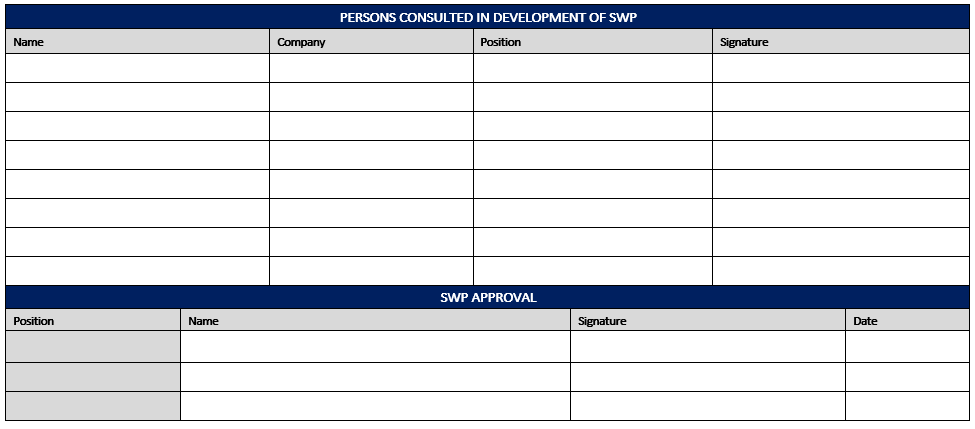 PERSONS CONSULTED IN DEVELOPMENT OF SWP
Name Company Position Signature
SWP APPROVAL
Position Name Signature Date